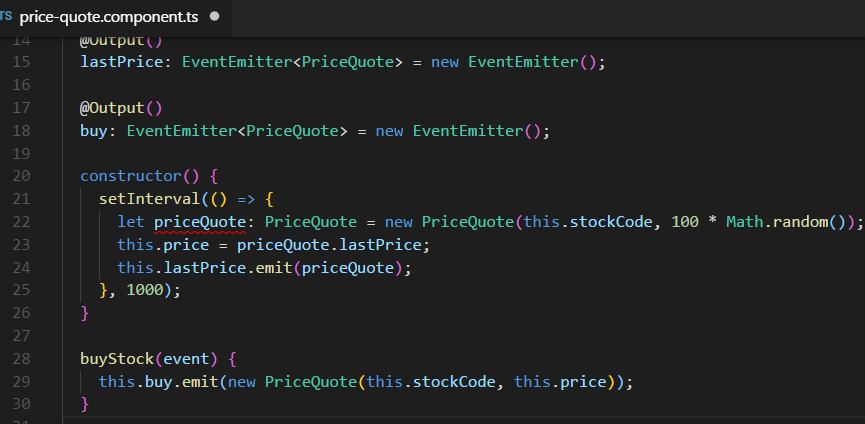 TS price-quote.component.ts ●
14 @Output()
15 lastPrice: EventEmitter<PriceQuote> = new EventEmitter();
16
17 @Output()
18 buy: EventEmitter<PriceQuote> = new EventEmitter();
19
20 constructor() {
21 setInterval(() => {
22 let priceQuote: PriceQuote = new PriceQuote(this.stockCode, 100 * Math.random());
23 this.price = priceQuote.lastPrice;
24 this.lastPrice.emit(priceQuote);
25 }, 1000);
26 }
27
28 buyStock(event) {
29 this.buy.emit(new PriceQuote(this.stockCode, this.price));
30 }